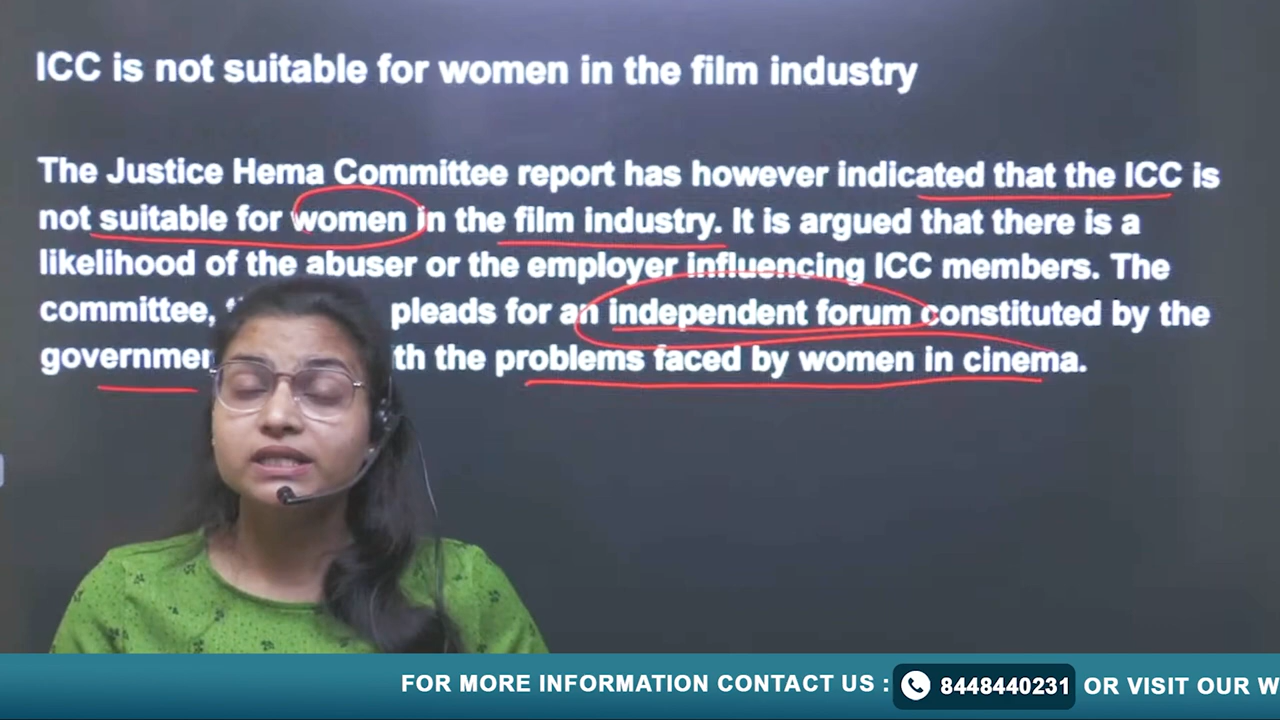 ICC is not suitable for women in the film industry
The Justice Hema Committee report has however indicated that the ICC is
not suitable for women in the film industry. It is argued that there is a
likelihood of the abuser or the employer influencing ICC members. The
committee, pleads for an independent forum constituted by the
the problems faced by women in cinema.
FOR MORE INFORMATION CONTACT US : 8448440231 OR VISIT OUR W